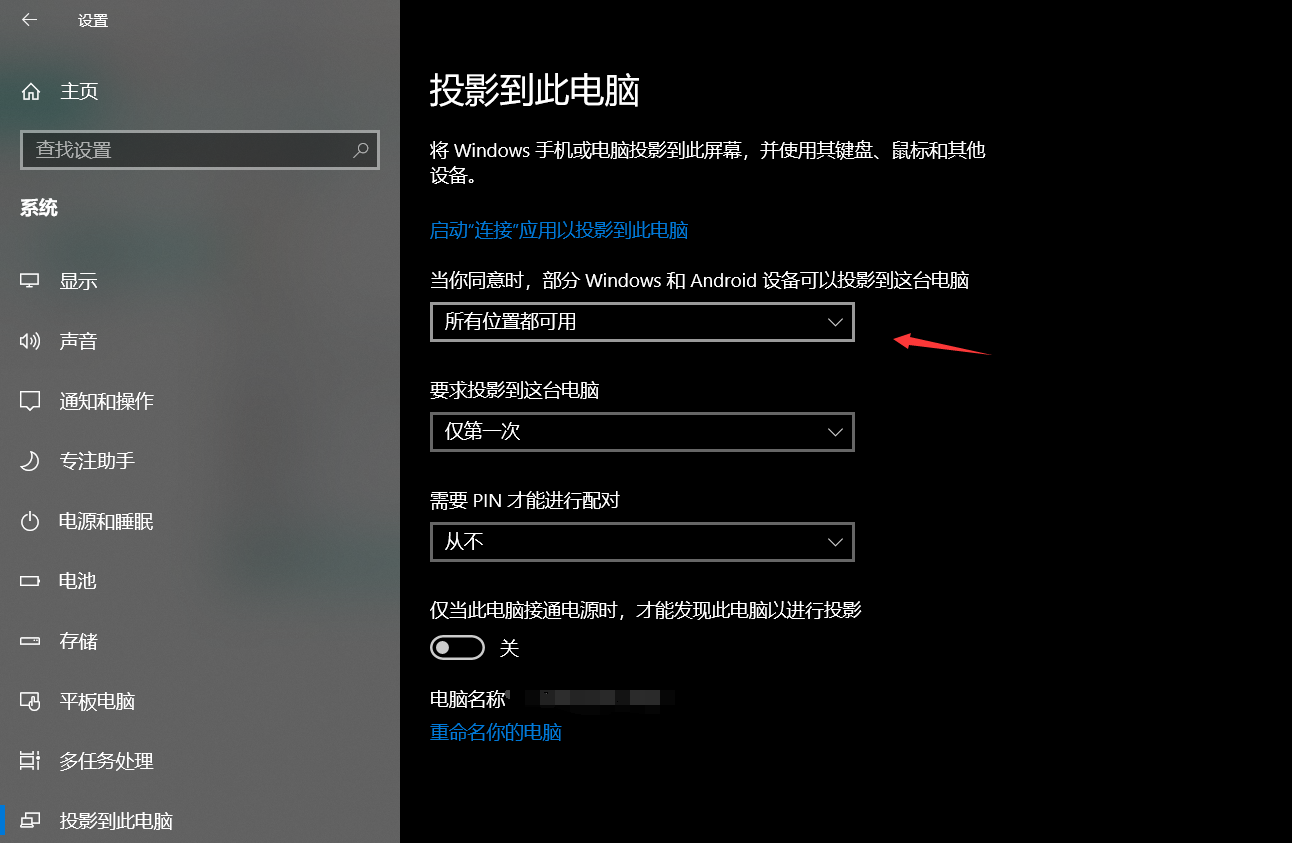 设置
主页
查找设置
系统
显示
声音
通知和操作
专注助手
电源和睡眠
电池
存储
平板电脑
多任务处理
投影到此电脑
投影到此电脑
将 Windows 手机或电脑投影到此屏幕，并使用其键盘、鼠标和其他
设备。
启动"连接"应用以投影到此电脑
当你同意时，部分 Windows 和 Android 设备可以投影到这台电脑
所有位置都可用
要求投影到这台电脑
仅第一次
需要 PIN 才能进行配对
从不
仅当此电脑接通电源时，才能发现此电脑以进行投影
关
电脑名称
重命名你的电脑